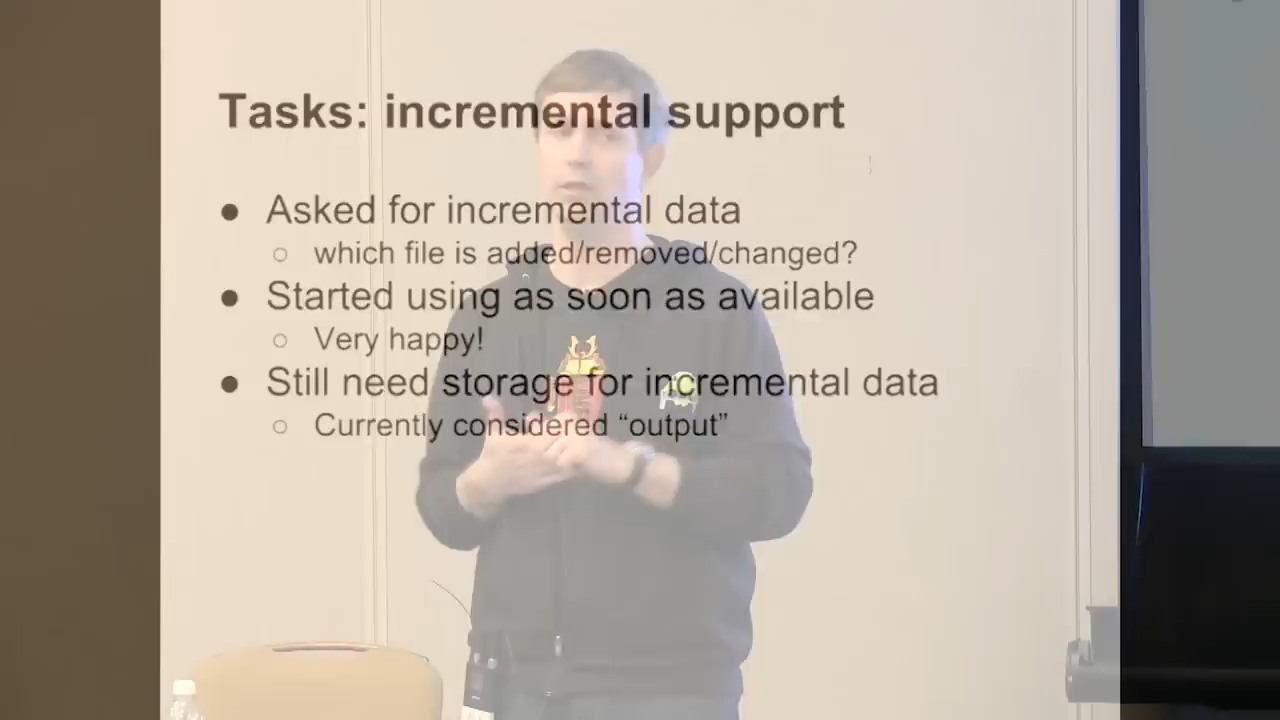 Tasks: incremental support
● Asked for incremental data
○ which file is added/removed/changed?
● Started using as soon as available
○ Very happy!
● Still need storage for incremental data
○ Currently considered “output”